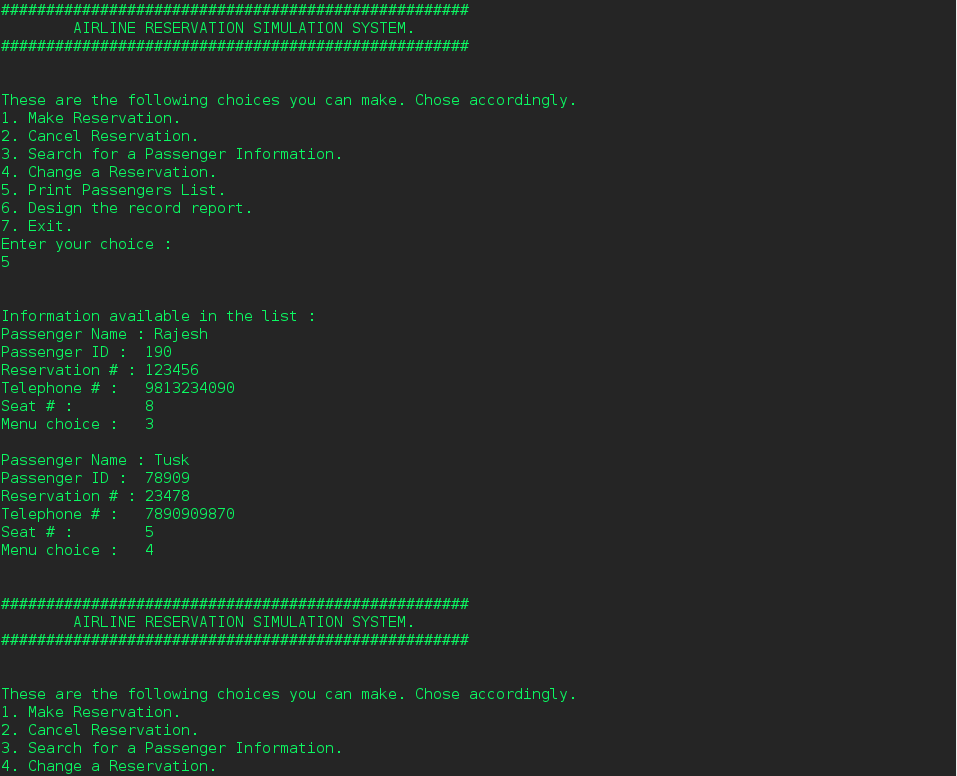 ####################################################
AIRLINE RESERVATION SIMULATION SYSTEM.
####################################################
These are the following choices you can make. Chose accordingly.
1. Make Reservation.
2. Cancel Reservation.
3. Search for a Passenger Information.
4. Change a Reservation.
5. Print Passengers List.
6. Design the record report.
7. Exit.
Enter your choice :
5
Information available in the list :
Passenger Name : Rajesh
Passenger ID :  190
Reservation # : 123456
Telephone # :   9813234090
Seat # :        8
Menu choice :   3
Passenger Name : Tusk
Passenger ID :  78909
Reservation # : 23478
Telephone # :   7890909870
Seat # :        5
Menu choice :   4
####################################################
AIRLINE RESERVATION SIMULATION SYSTEM.
####################################################
These are the following choices you can make. Chose accordingly.
1. Make Reservation.
2. Cancel Reservation.
3. Search for a Passenger Information.
4. Change a Reservation.